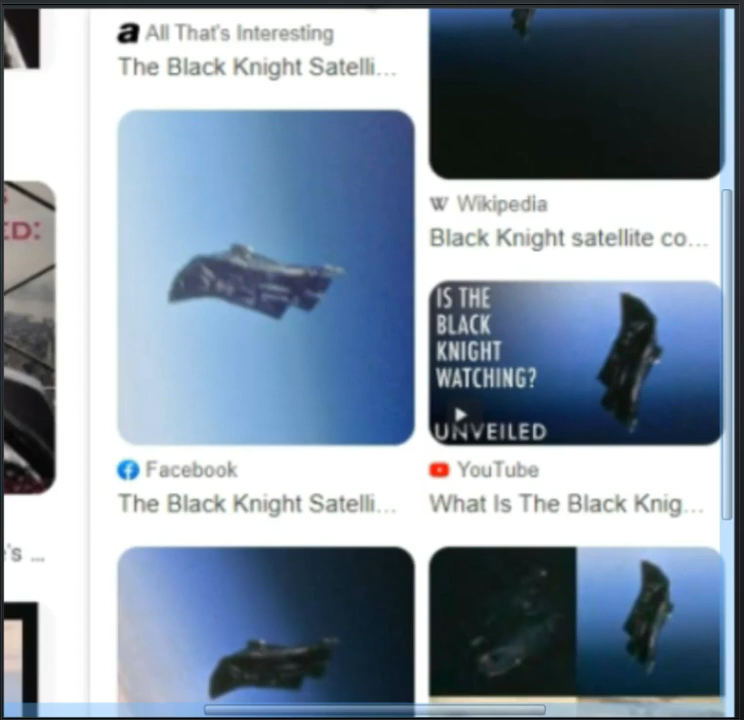 All That's Interesting
The Black Knight Satelli...
W Wikipedia
Black Knight satellite co...
ED:
IS THE
BLACK
KNIGHT
WATCHING?
UNVEILED
Facebook
The Black Knight Satelli...
YouTube
What Is The Black Knig...
's ...